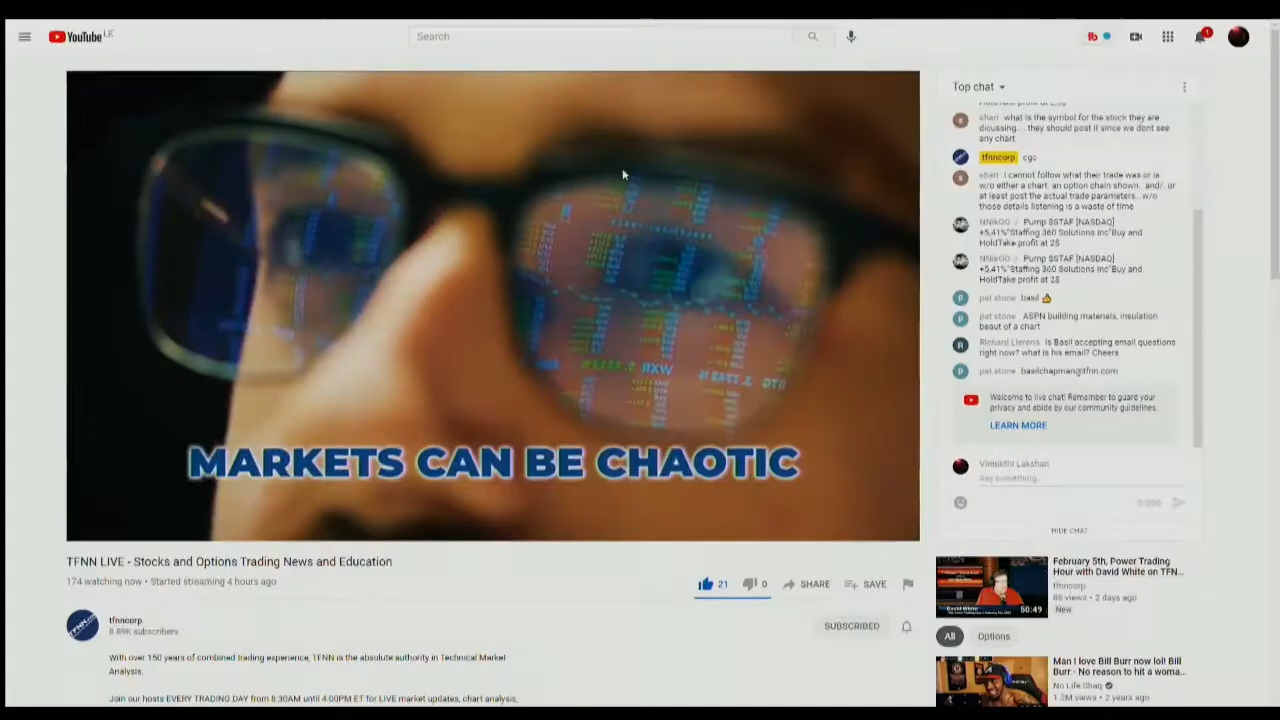 YouTube LK
Search
1
Top chat
shari what is the symbol for the stock they are
dicussing.... they should post it since we dont see
any chart
tfnncorp cgc
shari I cannot follow what their trade was or is
w/o either a chart, an option chain shown...and/. or
at least post the actual trade parameters...w/o
those details listening is a waste of time
Pump $STAF [NASDAQ]
+5,41%"Staffing 360 Solutions Inc"Buy and
HoldTake profit at 2$
Pump $STAF [NASDAQ]
+5,41%"Staffing 360 Solutions Inc"Buy and
HoldTake profit at 2$
pat stone basil 👍
pat stone ASPN building materials, insulation
beaut of a chart
Richard Llerena is Basil accepting email questions
right now? what is his email? Cheers
pat stone basilchapman@tfnn.com
Welcome to live chat! Remember to guard your
privacy and abide by our community guidelines.
LEARN MORE
Vimukthi Lakshan
Say something...
0/200
HIDE CHAT
MARKETS CAN BE CHAOTIC
TFNN LIVE - Stocks and Options Trading News and Education
174 watching now • Started streaming 4 hours ago
21 0 SHARE SAVE
tfnncorp
8.89K subscribers
SUBSCRIBED
With over 150 years of combined trading experience, TFNN is the absolute authority in Technical Market
Analysis.
Join our hosts EVERY TRADING DAY from 8:30AM until 4:00PM ET for LIVE market updates, chart analysis,
February 5th, Power Trading
Hour with David White on TFN...
tfnncorp
86 views • 2 days ago
New
David White
50:49
All Options
Man I love Bill Burr now lol! Bill
Burr - No reason to hit a woma...
No Life Shaq
1.2M views • 2 years ago